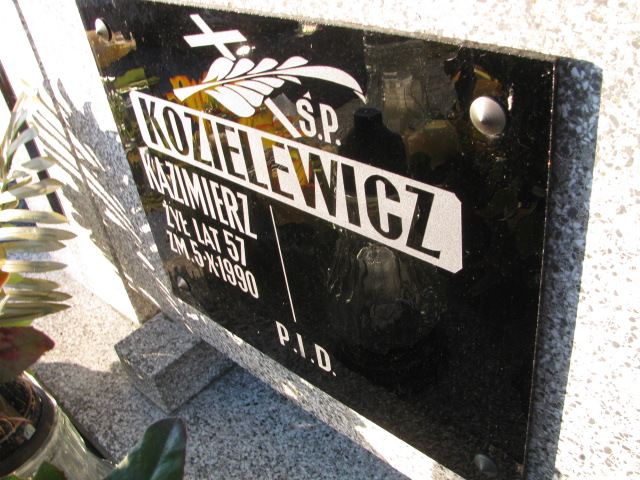 Ś.P.
KOZIELEWICZ
KAZIMIERZ
ŻYŁ LAT 57
ZM.5·X·1990
P.I.D.